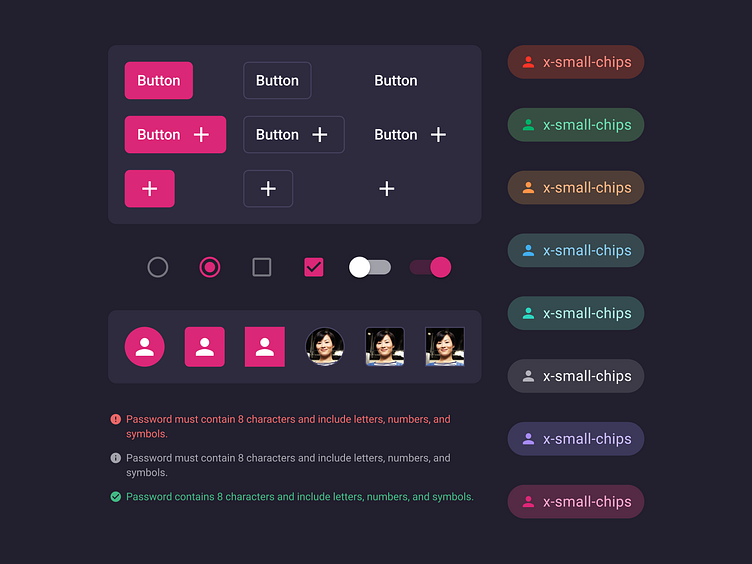 Button
Button
Button
Button
Button
Button
Password must contain 8 characters and include letters, numbers, and
symbols.
Password must contain 8 characters and include letters, numbers, and
symbols.
Password contains 8 characters and include letters, numbers, and symbols.
x-small-chips
x-small-chips
x-small-chips
x-small-chips
x-small-chips
x-small-chips
x-small-chips
x-small-chips